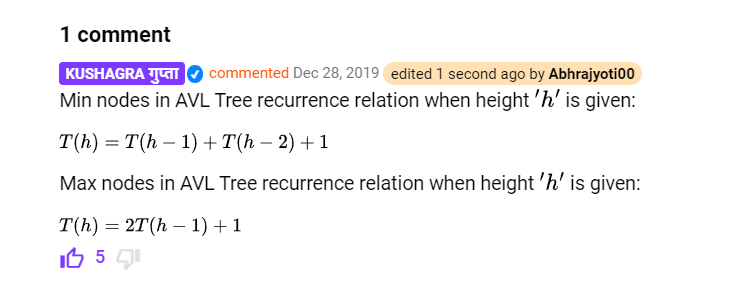 1 comment
KUSHAGRA गुप्ता commented Dec 28, 2019 edited 1 second ago by Abhrajyoti00
Min nodes in AVL Tree recurrence relation when height 'h' is given:
T(h) = T(h − 1) + T(h − 2) + 1
Max nodes in AVL Tree recurrence relation when height 'h' is given:
T(h) = 2T(h − 1) + 1
5